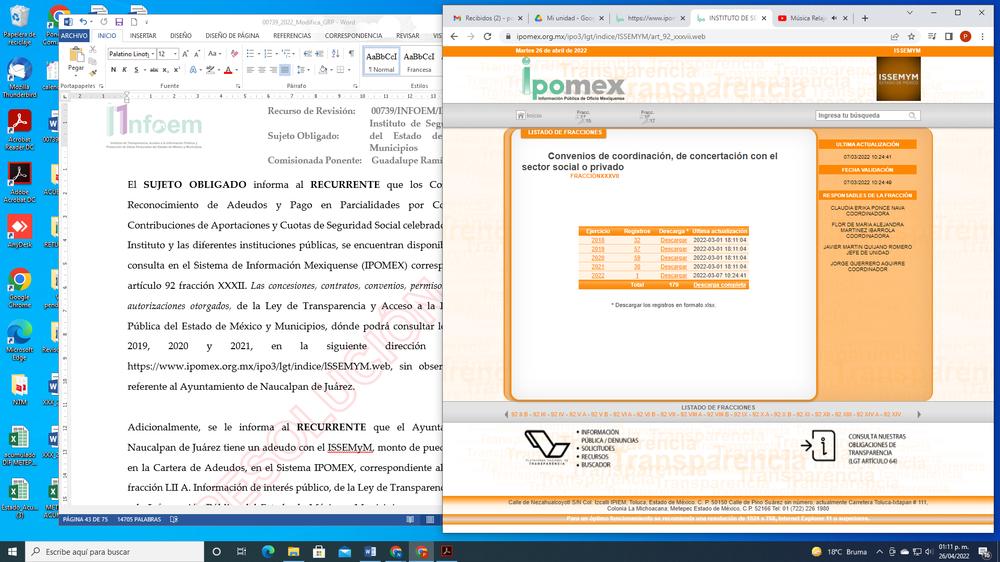 Papelera de
reciclaje
Mozilla
Thunderbird
Acrobat
Reader DC
Adobe
Acrobat DC
AnyDesk
Google
Chrome
Microsoft
Edge
NTM
acumulado
DIF METEP...
Estado_Acu...
(3)
00739_2022_Modifica_GRP - Word
ARCHIVO INICIO INSERTAR DISEÑO DISEÑO DE PÁGINA REFERENCIAS CORRESPONDENCIA REVISAR VIST
Palatino Linoty 12
Pegar
AaBbCcI AaBbCcI
¶ Normal Francesa
Portapapeles Fuente Párrafo Estilos
infoem
Instituto de Transparencia, Acceso a la Información Pública y
Protección de Datos Personales del Estado de México y Municipios
Recurso de Revisión: 00739/INFOEM/I
Instituto de Seg
Sujeto Obligado: del Estado de
Municipios
Comisionada Ponente: Guadalupe Ramí
El SUJETO OBLIGADO informa al RECURRENTE que los Co
Reconocimiento de Adeudos y Pago en Parcialidades por Co
Contribuciones de Aportaciones y Cuotas de Seguridad Social celebrado
Instituto y las diferentes instituciones públicas, se encuentran disponib
consulta en el Sistema de Información Mexiquense (IPOMEX) corresp
artículo 92 fracción XXXII. Las concesiones, contratos, convenios, permiso
autorizaciones otorgados, de la Ley de Transparencia y Acceso a la I
Pública del Estado de México y Municipios, dónde podrá consultar l
2019, 2020 y 2021, en la siguiente dirección
https://www.ipomex.org.mx/ipo3/lgt/indice/lSSEMYM.web, sin obser
referente al Ayuntamiento de Naucalpan de Juárez.
Adicionalmente, se le informa al RECURRENTE que el Ayunt
Naucalpan de Juárez tiene un adeudo con el ISSEMyM, monto de pued
en la Cartera de Adeudos, en el Sistema IPOMEX, correspondiente al
fracción LII A. Información de interés público, de la Ley de Transparenc
RESOLUCIÓN
PÁGINA 43 DE 75 14705 PALABRAS
Recibidos (2) - po
Mi unidad - Goog
https://www.ipom
INSTITUTO DE SE
Música Relaja
ipomex.org.mx/ipo3/lgt/indice/ISSEMYM/art_92_xxxvii.web
P
Martes 26 de abril de 2022 ISSEMYM
ipomex
Información Pública de Oficio Mexiquense
Transparencia
ISSEMYM
ESTADO DE MÉXICO
Inicio
Fracc.
2015
Fracc.
2017
Ingresa tu búsqueda
LISTADO DE FRACCIONES
Convenios de coordinación, de concertación con el
sector social o privado
FRACCIÓNXXXVII
Ejercicio Registros Descarga * Ultima actualización
2018 32 Descargar 2022-03-01 18:11:04
2019 57 Descargar 2022-03-01 18:11:04
2020 59 Descargar 2022-03-01 18:11:04
2021 30 Descargar 2022-03-01 18:11:04
2022 1 Descargar 2022-03-07 10:24:41
Total 179 Descarga completa
* Descargar los registros en formato xlsx.
ULTIMA ACTUALIZACIÓN
07/03/2022 10:24:41
FECHA VALIDACIÓN
07/03/2022 10:24:49
RESPONSABLES DE LA FRACCIÓN
CLAUDIA ERIKA PONCE NAVA
COORDINADORA
FLOR DE MARIA ALEJANDRA
MARTINEZ IBARROLA
COORDINADORA
JAVIER MARTIN QUIJANO ROMERO
JEFE DE UNIDAD
JORGE GUERRERO AGUIRRE
COORDINADOR
LISTADO DE FRACCIONES
92 II B - 92 III - 92 IV - 92 V A - 92 V B - 92 VI A - 92 VI B - 92 VII - 92 VIII A - 92 VIII B - 92 IX - 92 X A - 92 X B - 92 XI - 92 XII - 92 XIII - 92 XIV A - 92 XIV
PLATAFORMA NACIONAL DE
TRANSPARENCIA
• INFORMACIÓN
PÚBLICA / DENUNCIAS
• SOLICITUDES
• RECURSOS
• BUSCADOR
CONSULTA NUESTRAS
OBLIGACIONES DE
TRANSPARENCIA
(LGT ARTÍCULO 64)
Calle de Nezahualcoyotl S/N Col. Izcalli IPIEM, Toluca, Estado de México. C. P. 50150 Calle de Pino Suárez sin número, actualmente Carretera Toluca-Ixtapan # 111,
Colonia La Michoacana; Metepec Estado de México, C.P. 52166 Tel: 01 (722) 226 1980
Para un óptimo funcionamiento se recomienda una resolución de 1024 x 768, Internet Explorer 11 o superiores.
Escribe aquí para buscar
18°C Bruma
01:11 p. m.
26/04/2022
16